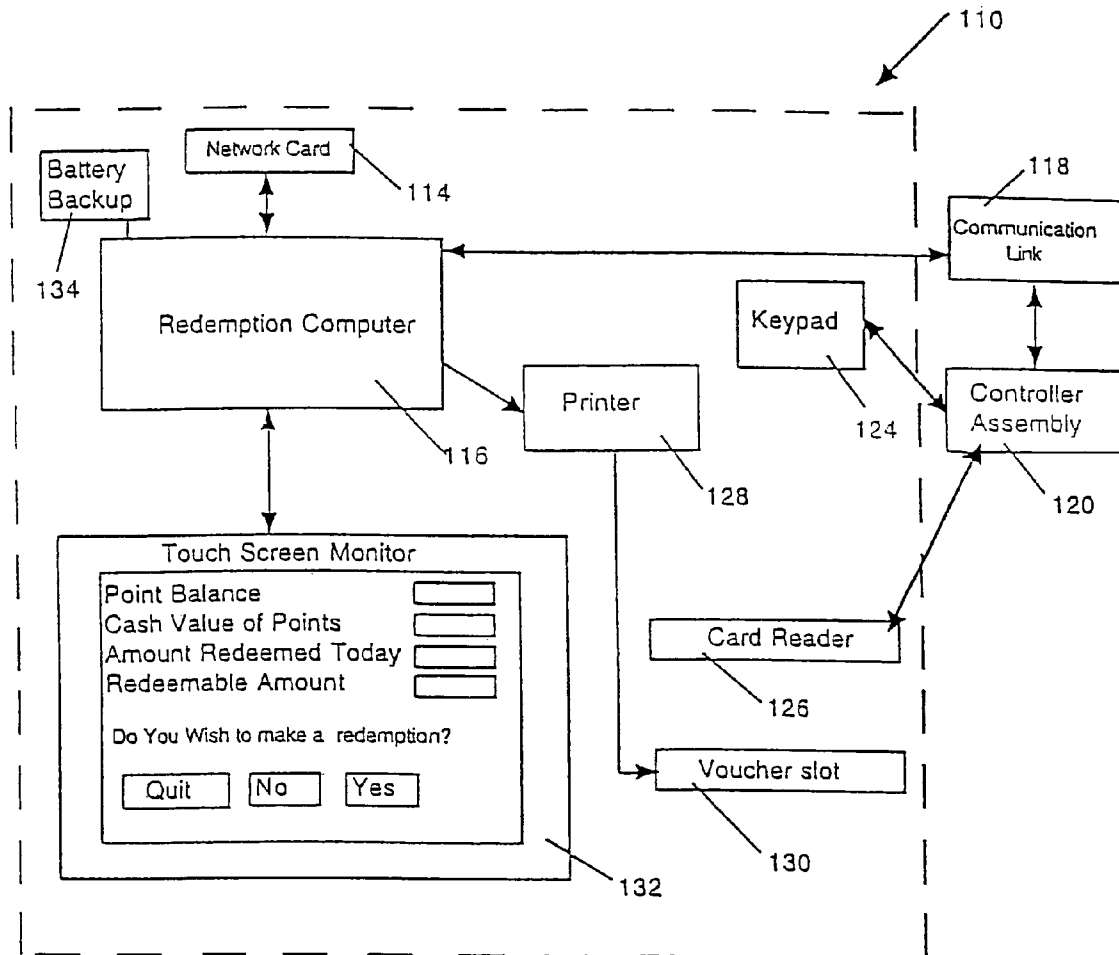 110
Network Card
114
Battery
Backup
134
118
Communication
Link
Redemption Computer
116
Keypad
124
Controller
Assembly
120
Printer
128
Touch Screen Monitor
Point Balance
Cash Value of Points
Amount Redeemed Today
Redeemable Amount
Do You Wish to make a redemption?
Quit No Yes
132
Card Reader
126
Voucher slot
130